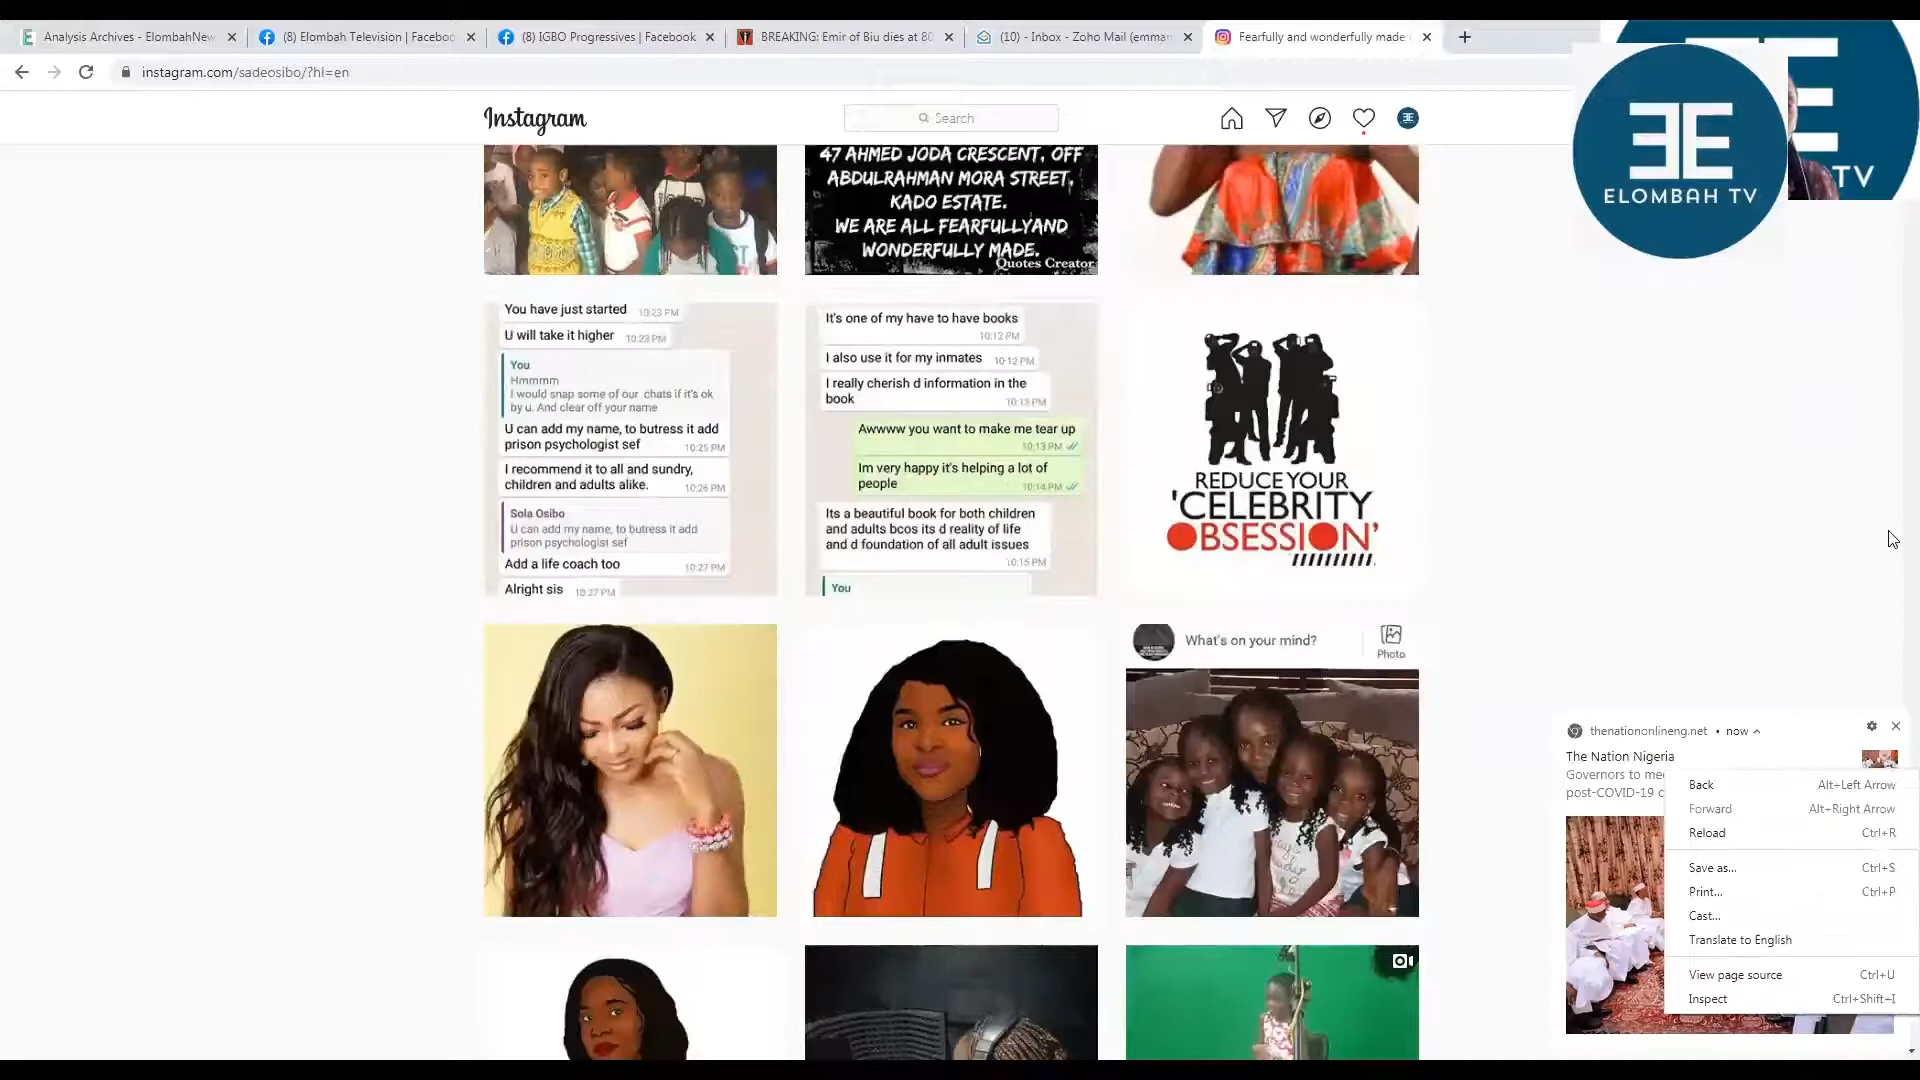 Analysis Archives - ElombahNew
(8) Elombah Television | Faceboo
(8) IGBO Progressives | Facebook
BREAKING: Emir of Biu dies at 80
(10) - Inbox - Zoho Mail (emman
Fearfully and wonderfully made
instagram.com/sadeosibo/?hl=en
Instagram
Search
ELOMBAH TV
TV
47 AHMED JODA CRESCENT, OFF
ABDULRAHMAN MORA STREET,
KADO ESTATE.
WE ARE ALL FEARFULLYAND
WONDERFULLY MADE.
Quotes Creator
You have just started 10:23 PM
U will take it higher 10:23 PM
You
Hmmmm
I would snap some of our chats if it's ok
by u. And clear off your name
U can add my name, to butress it add
prison psychologist sef 10:25 PM
I recommend it to all and sundry,
children and adults alike. 10:26 PM
Sola Osibo
U can add my name, to butress it add
prison psychologist sef
Add a life coach too 10:27 PM
Alright sis 10:27 PM
It's one of my have to have books
10:12 PM
I also use it for my inmates 10:12 PM
I really cherish d information in the
book 10:13 PM
Awwww you want to make me tear up
10:13 PM
Im very happy it's helping a lot of
people 10:14 PM
Its a beautiful book for both children
and adults bcos its d reality of life
and d foundation of all adult issues
10:15 PM
You
REDUCE YOUR
'CELEBRITY
OBSESSION'
What's on your mind?
Photo
thenationonlineng.net • now
The Nation Nigeria
Governors to me
post-COVID-19 c
Back Alt+Left Arrow
Forward Alt+Right Arrow
Reload Ctrl+R
Save as... Ctrl+S
Print... Ctrl+P
Cast...
Translate to English
View page source Ctrl+U
Inspect Ctrl+Shift+I